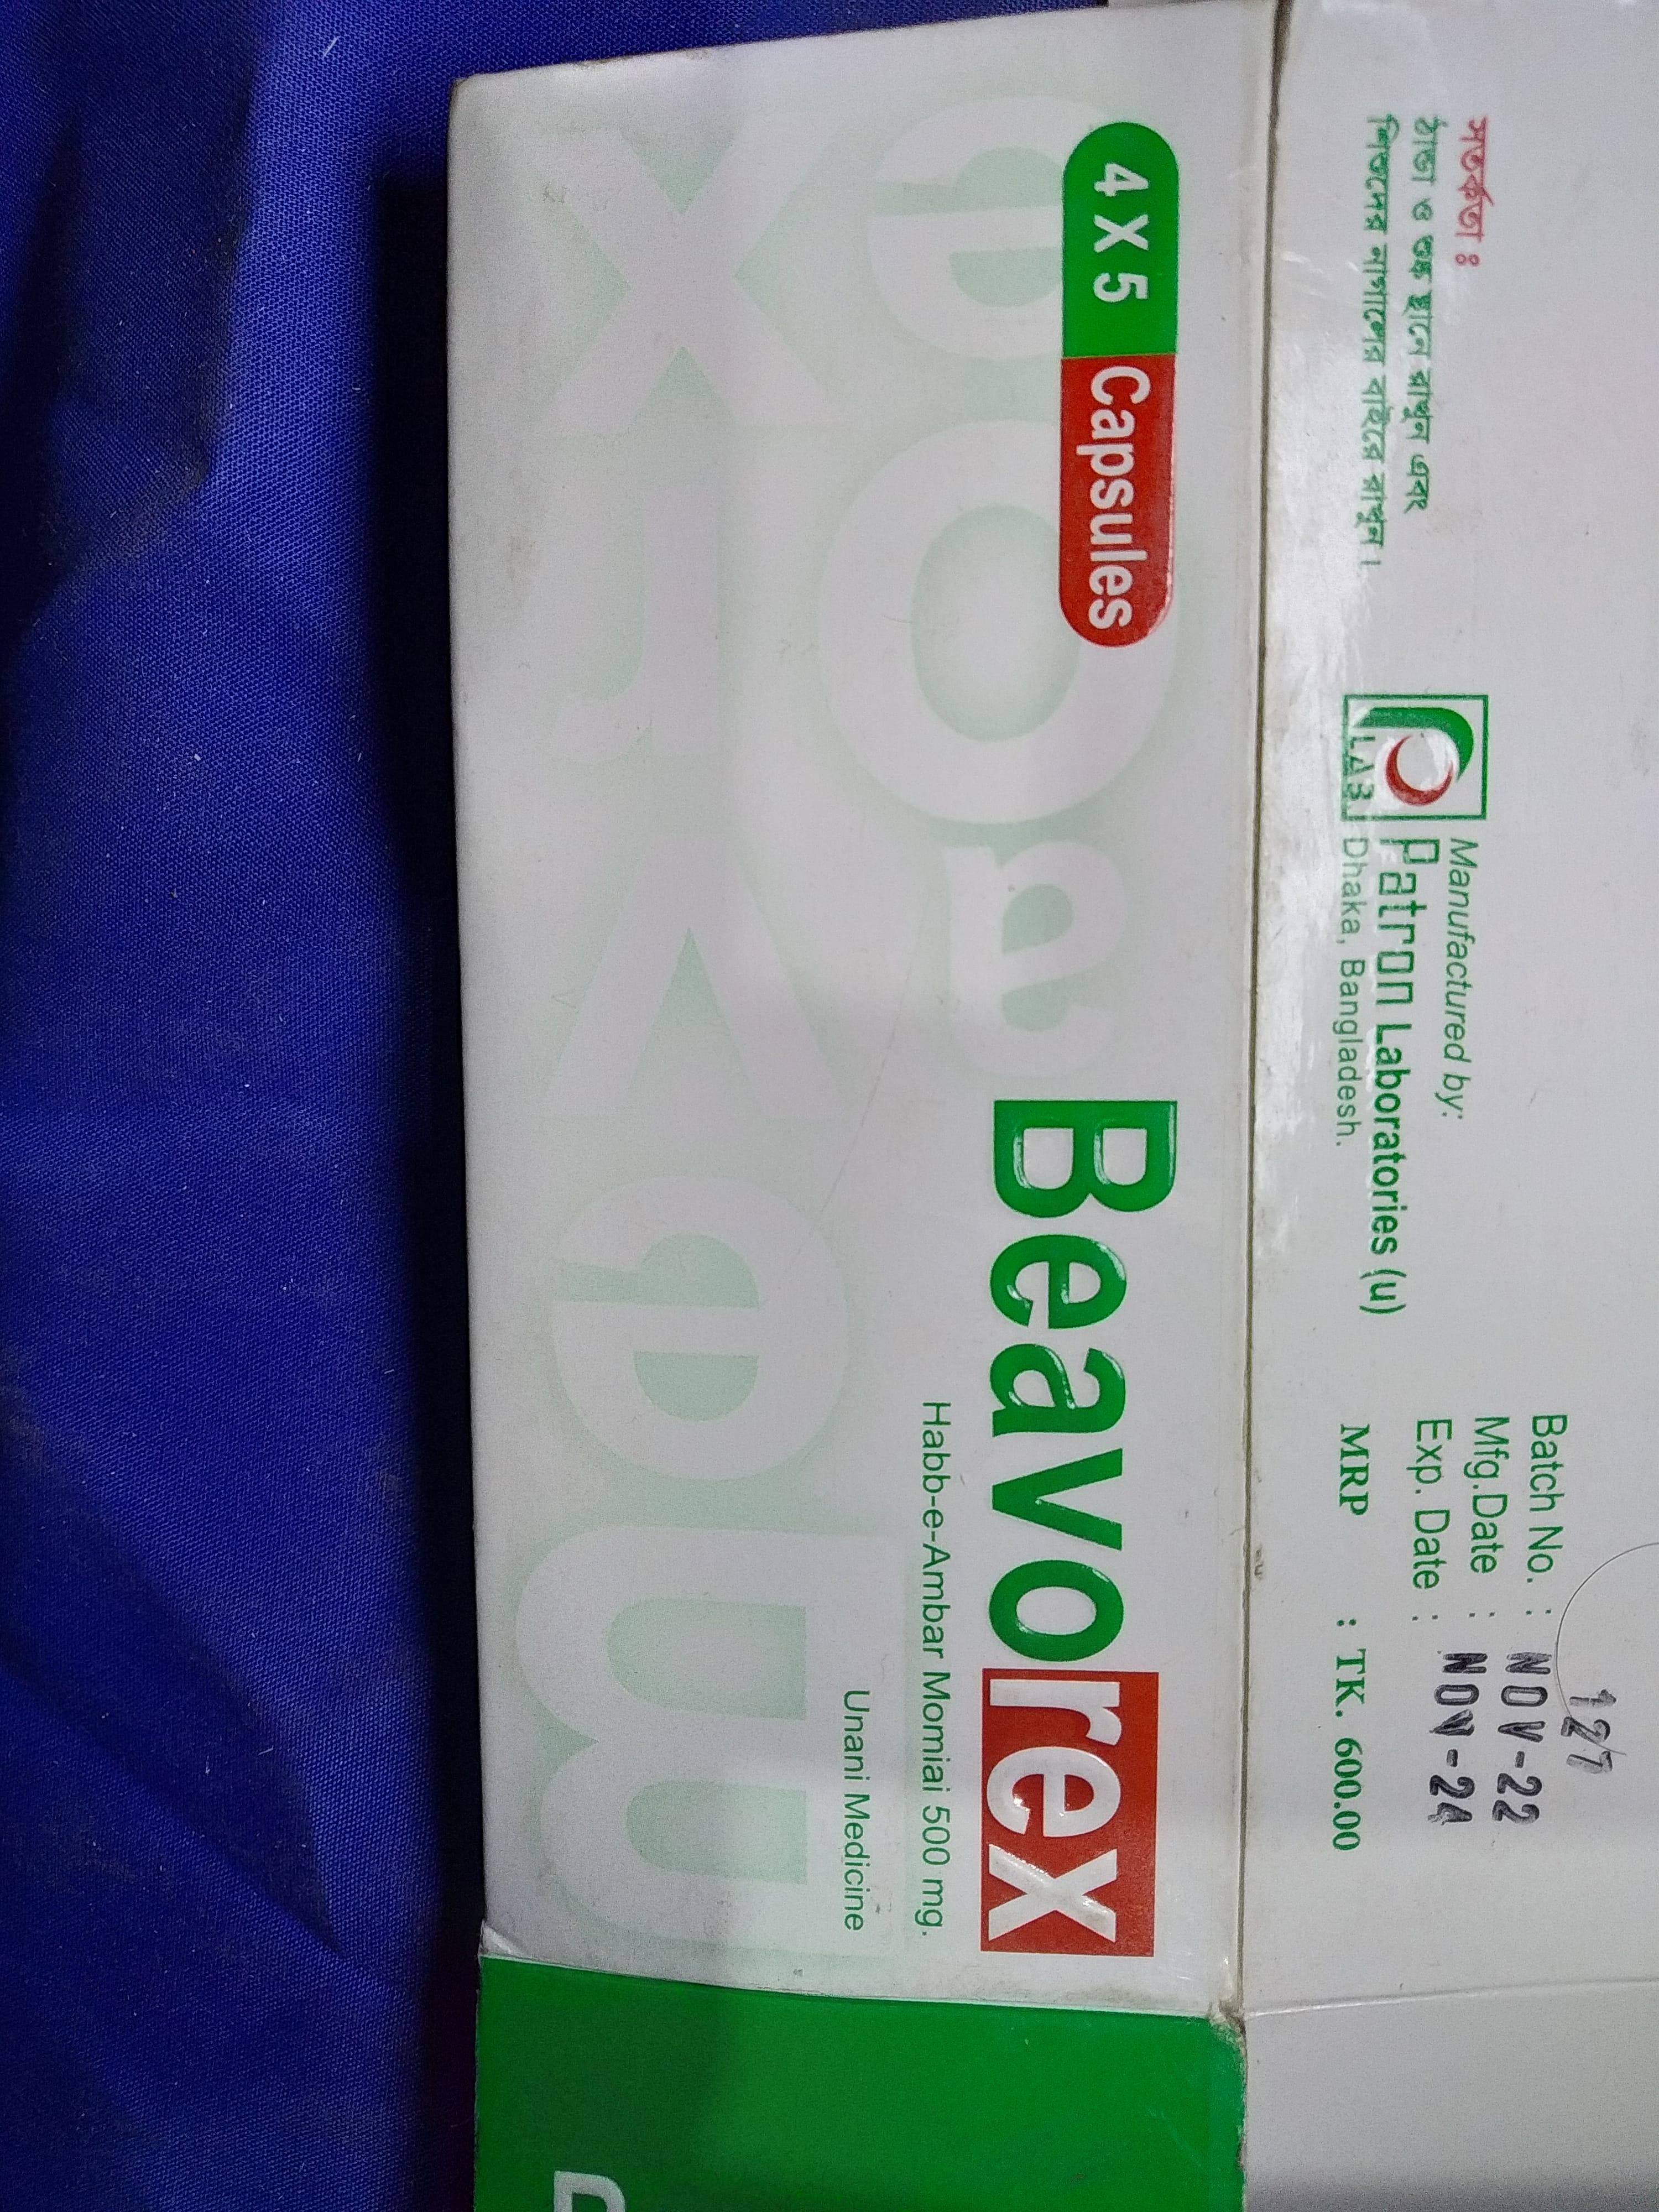 127
Batch No. : NOV-22
Mfg.Date : NOV-24
Exp. Date :
MRP : TK. 600.00
সতর্কতা ঃ
ঠান্ডা ও শুষ্ক স্থানে রাখুন এবং
শিশুদের নাগালের বাইরে রাখুন।
LAB.
Manufactured by:
Patron Laboratories (u)
Dhaka, Bangladesh.
4 X 5 Capsules
Beavorex
Habb-e-Ambar Momiai 500 mg.
Unani Medicine
Beavorex